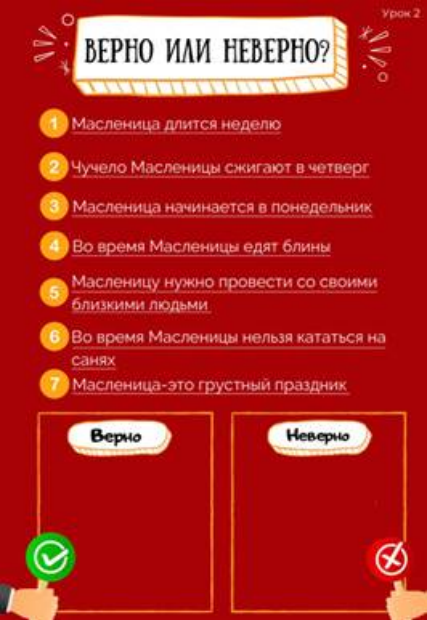 Урок 2
ВЕРНО ИЛИ НЕВЕРНО?
1 Масленица длится неделю
2 Чучело Масленицы сжигают в четверг
3 Масленица начинается в понедельник
4 Во время Масленицы едят блины
5 Масленицу нужно провести со своими
близкими людьми
6 Во время Масленицы нельзя кататься на
санях
7 Масленица-это грустный праздник
Верно
Неверно